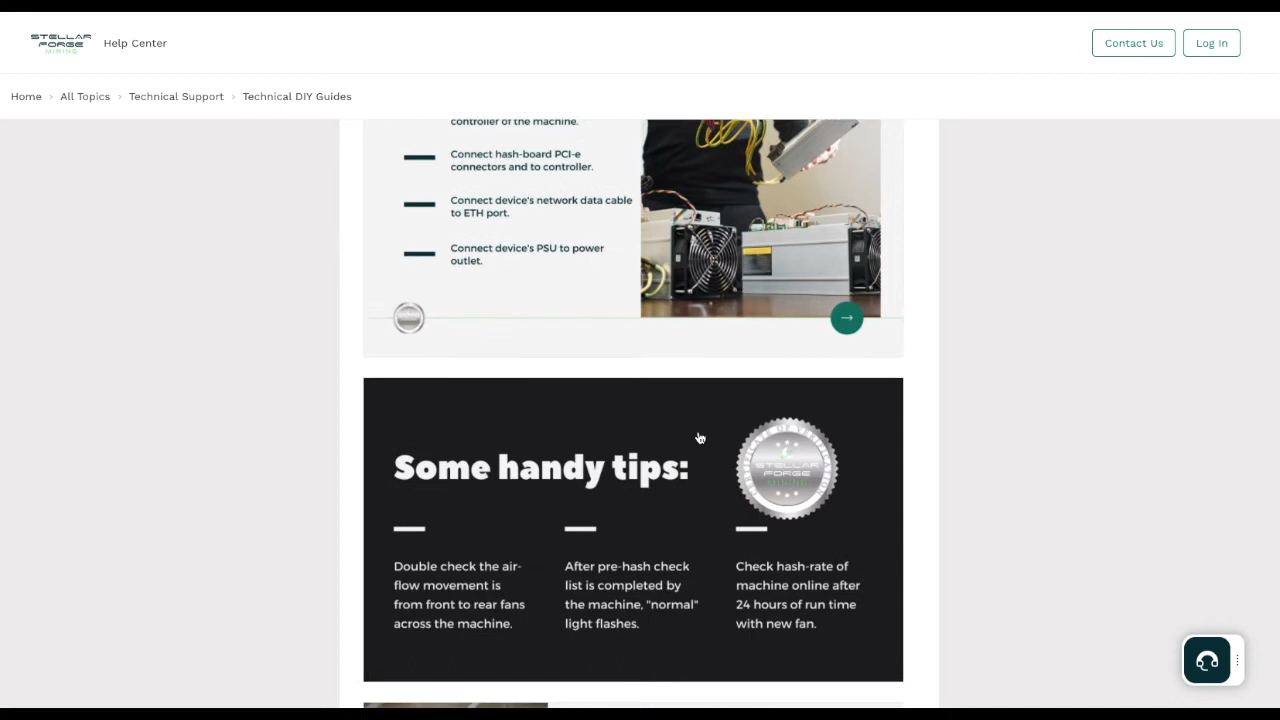 STELLAR
FORGE
MINING
Help Center
Contact Us
Log In
Home > All Topics > Technical Support > Technical DIY Guides
controller of the machine.
Connect hash-board PCI-e
connectors and to controller.
Connect device's network data cable
to ETH port.
Connect device's PSU to power
outlet.
Some handy tips:
STELLAR
FORGE
MINING
Double check the air-
flow movement is
from front to rear fans
across the machine.
After pre-hash check
list is completed by
the machine, "normal"
light flashes.
Check hash-rate of
machine online after
24 hours of run time
with new fan.